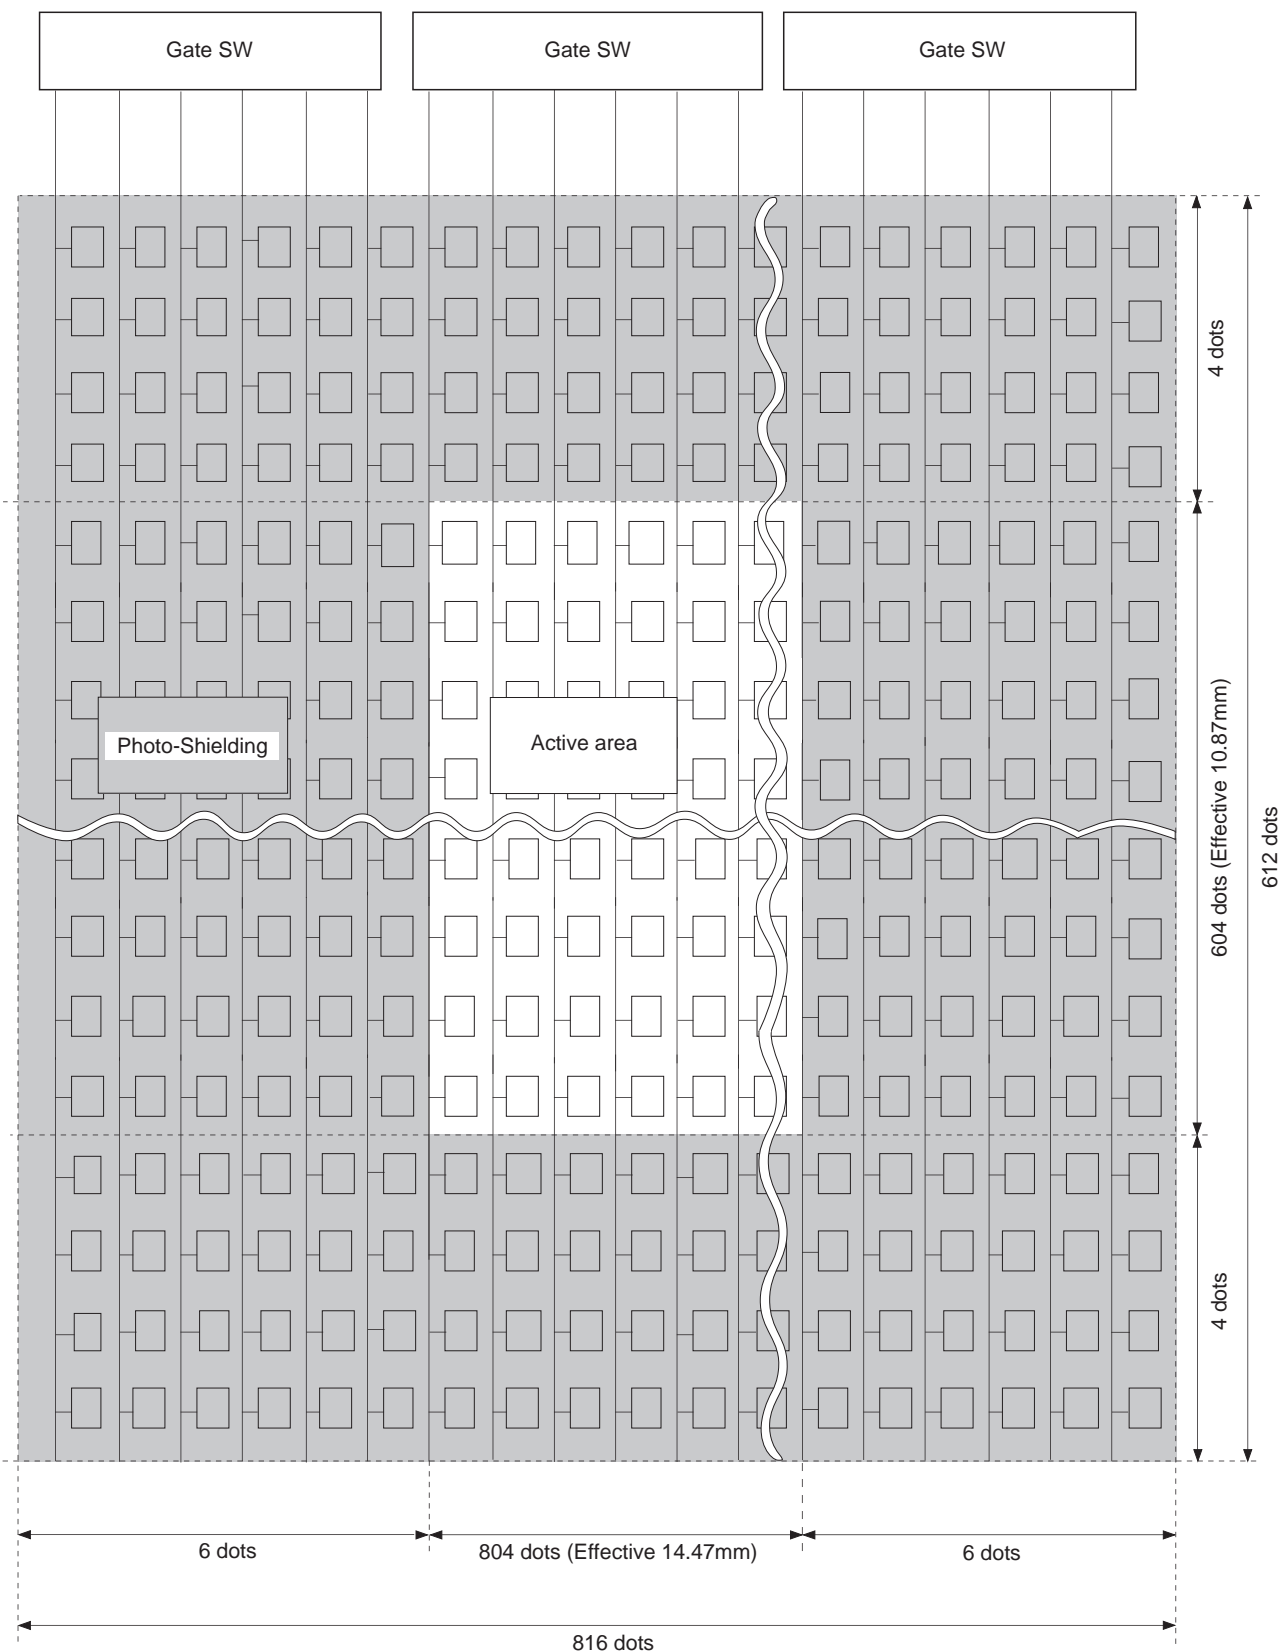 Gate SW
Gate SW
Gate SW
4 dots
Photo-Shielding
Active area
604 dots (Effective 10.87mm)
612 dots
4 dots
6 dots
804 dots (Effective 14.47mm)
6 dots
816 dots